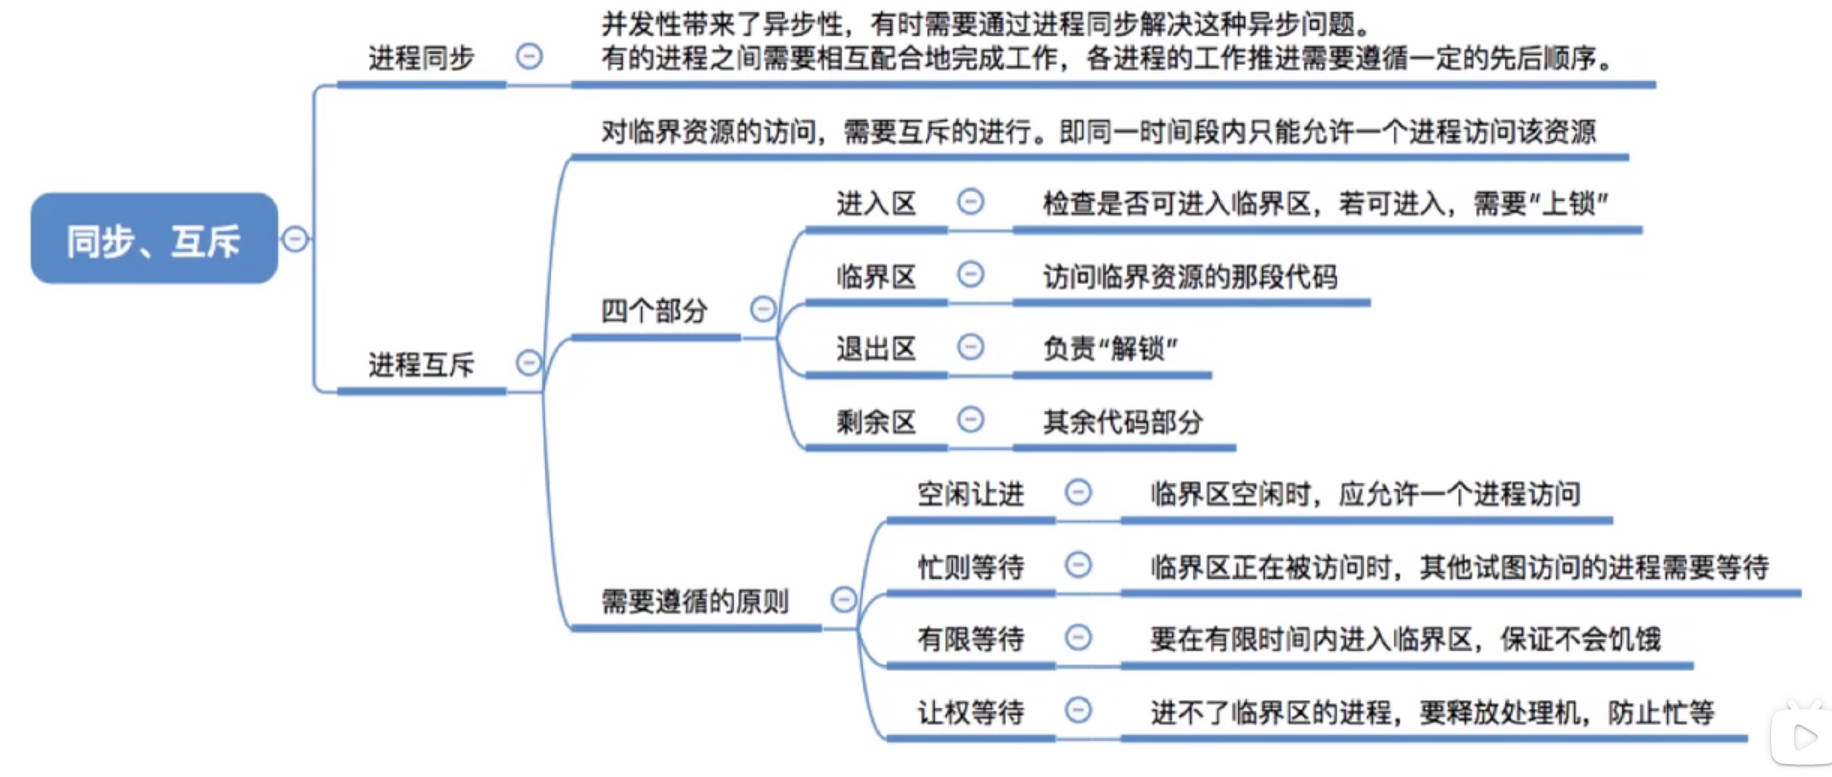 并发性带来了异步性，有时需要通过进程同步解决这种异步问题。
进程同步
有的进程之间需要相互配合地完成工作，各进程的工作推进需要遵循一定的先后顺序。
对临界资源的访问，需要互斥的进行。即同一时间段内只能允许一个进程访问该资源
进入区
检查是否可进入临界区，若可进入，需要“上锁”
同步、互斥
临界区
访问临界资源的那段代码
四个部分
退出区
负责“解锁”
进程互斥
剩余区
其余代码部分
空闲让进
临界区空闲时，应允许一个进程访问
忙则等待
临界区正在被访问时，其他试图访问的进程需要等待
需要遵循的原则
有限等待
要在有限时间内进入临界区，保证不会饥饿
让权等待
进不了临界区的进程，要释放处理机，防止忙等